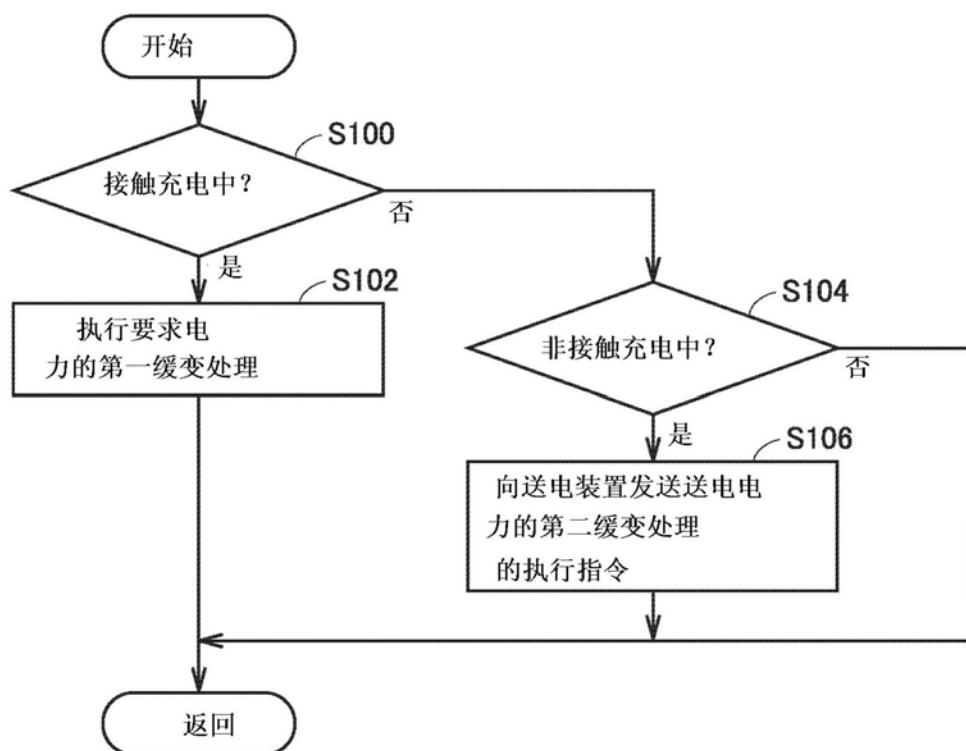 开始
S100
接触充电中?
否
是
S102
执行要求电
力的第一缓变处理
S104
非接触充电中?
否
是
S106
向送电装置发送送电电
力的第二缓变处理
的执行指令
返回